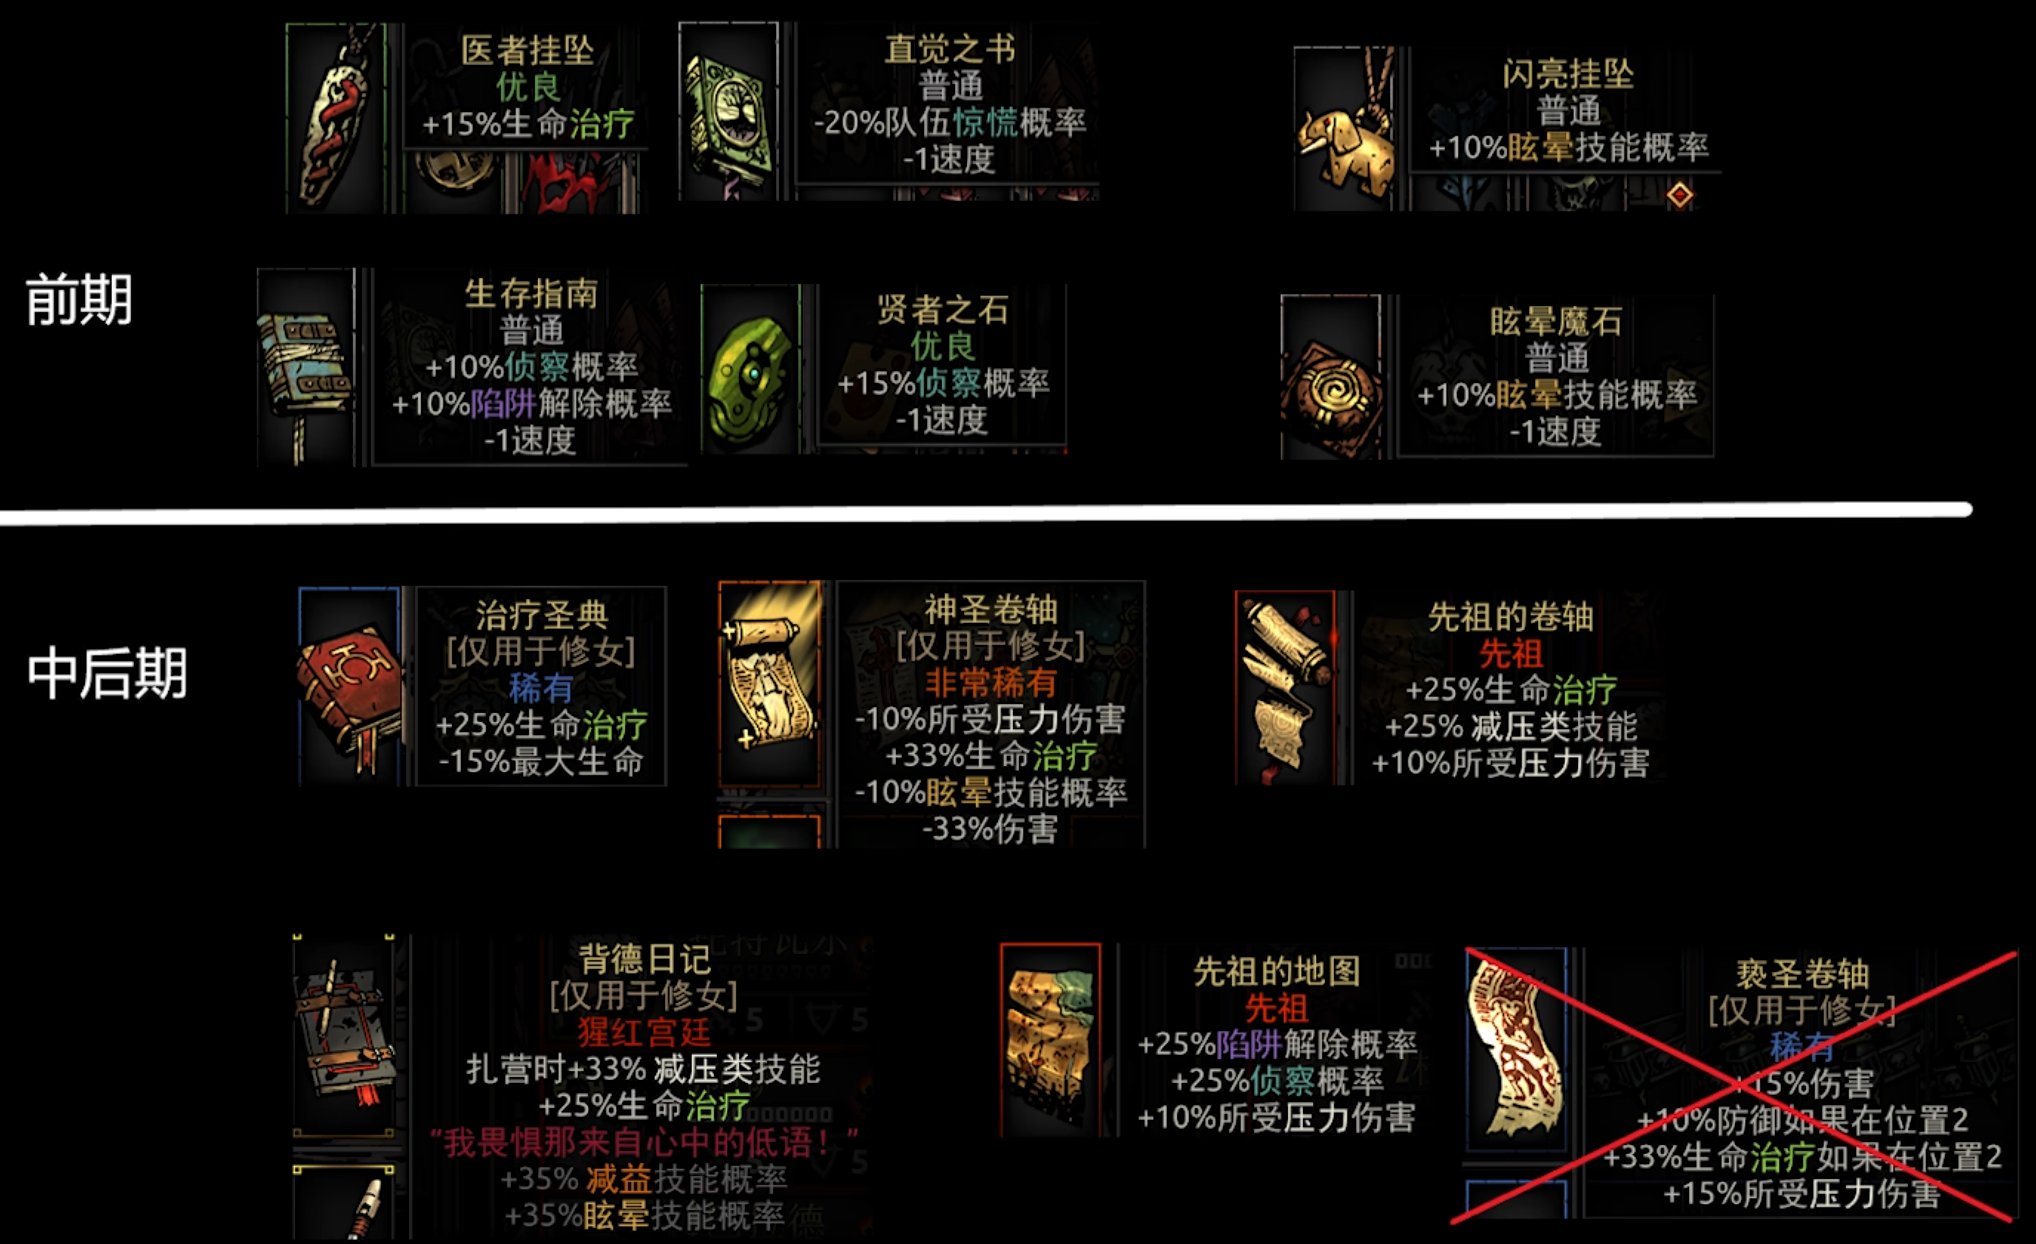 医者挂坠
优良
+15%生命治疗
直觉之书
普通
-20%队伍惊慌概率
-1速度
闪亮挂坠
普通
+10%眩晕技能概率
前期
生存指南
普通
+10%侦察概率
+10%陷阱解除概率
-1速度
贤者之石
优良
+15%侦察概率
-1速度
眩晕魔石
普通
+10%眩晕技能概率
-1速度
中后期
治疗圣典
[仅用于修女]
稀有
+25%生命治疗
-15%最大生命
神圣卷轴
[仅用于修女]
非常稀有
-10%所受压力伤害
+33%生命治疗
-10%眩晕技能概率
-33%伤害
先祖的卷轴
先祖
+25%生命治疗
+25% 减压类技能
+10%所受压力伤害
背德日记
[仅用于修女]
猩红宫廷
扎营时+33% 减压类技能
+25%生命治疗
“我畏惧那来自心中的低语！”
+35% 减益技能概率
+35%眩晕技能概率
先祖的地图
先祖
+25%陷阱解除概率
+25%侦察概率
+10%所受压力伤害
亵圣卷轴
[仅用于修女]
稀有
+15%伤害
+10%防御如果在位置2
+33%生命治疗如果在位置2
+15%所受压力伤害